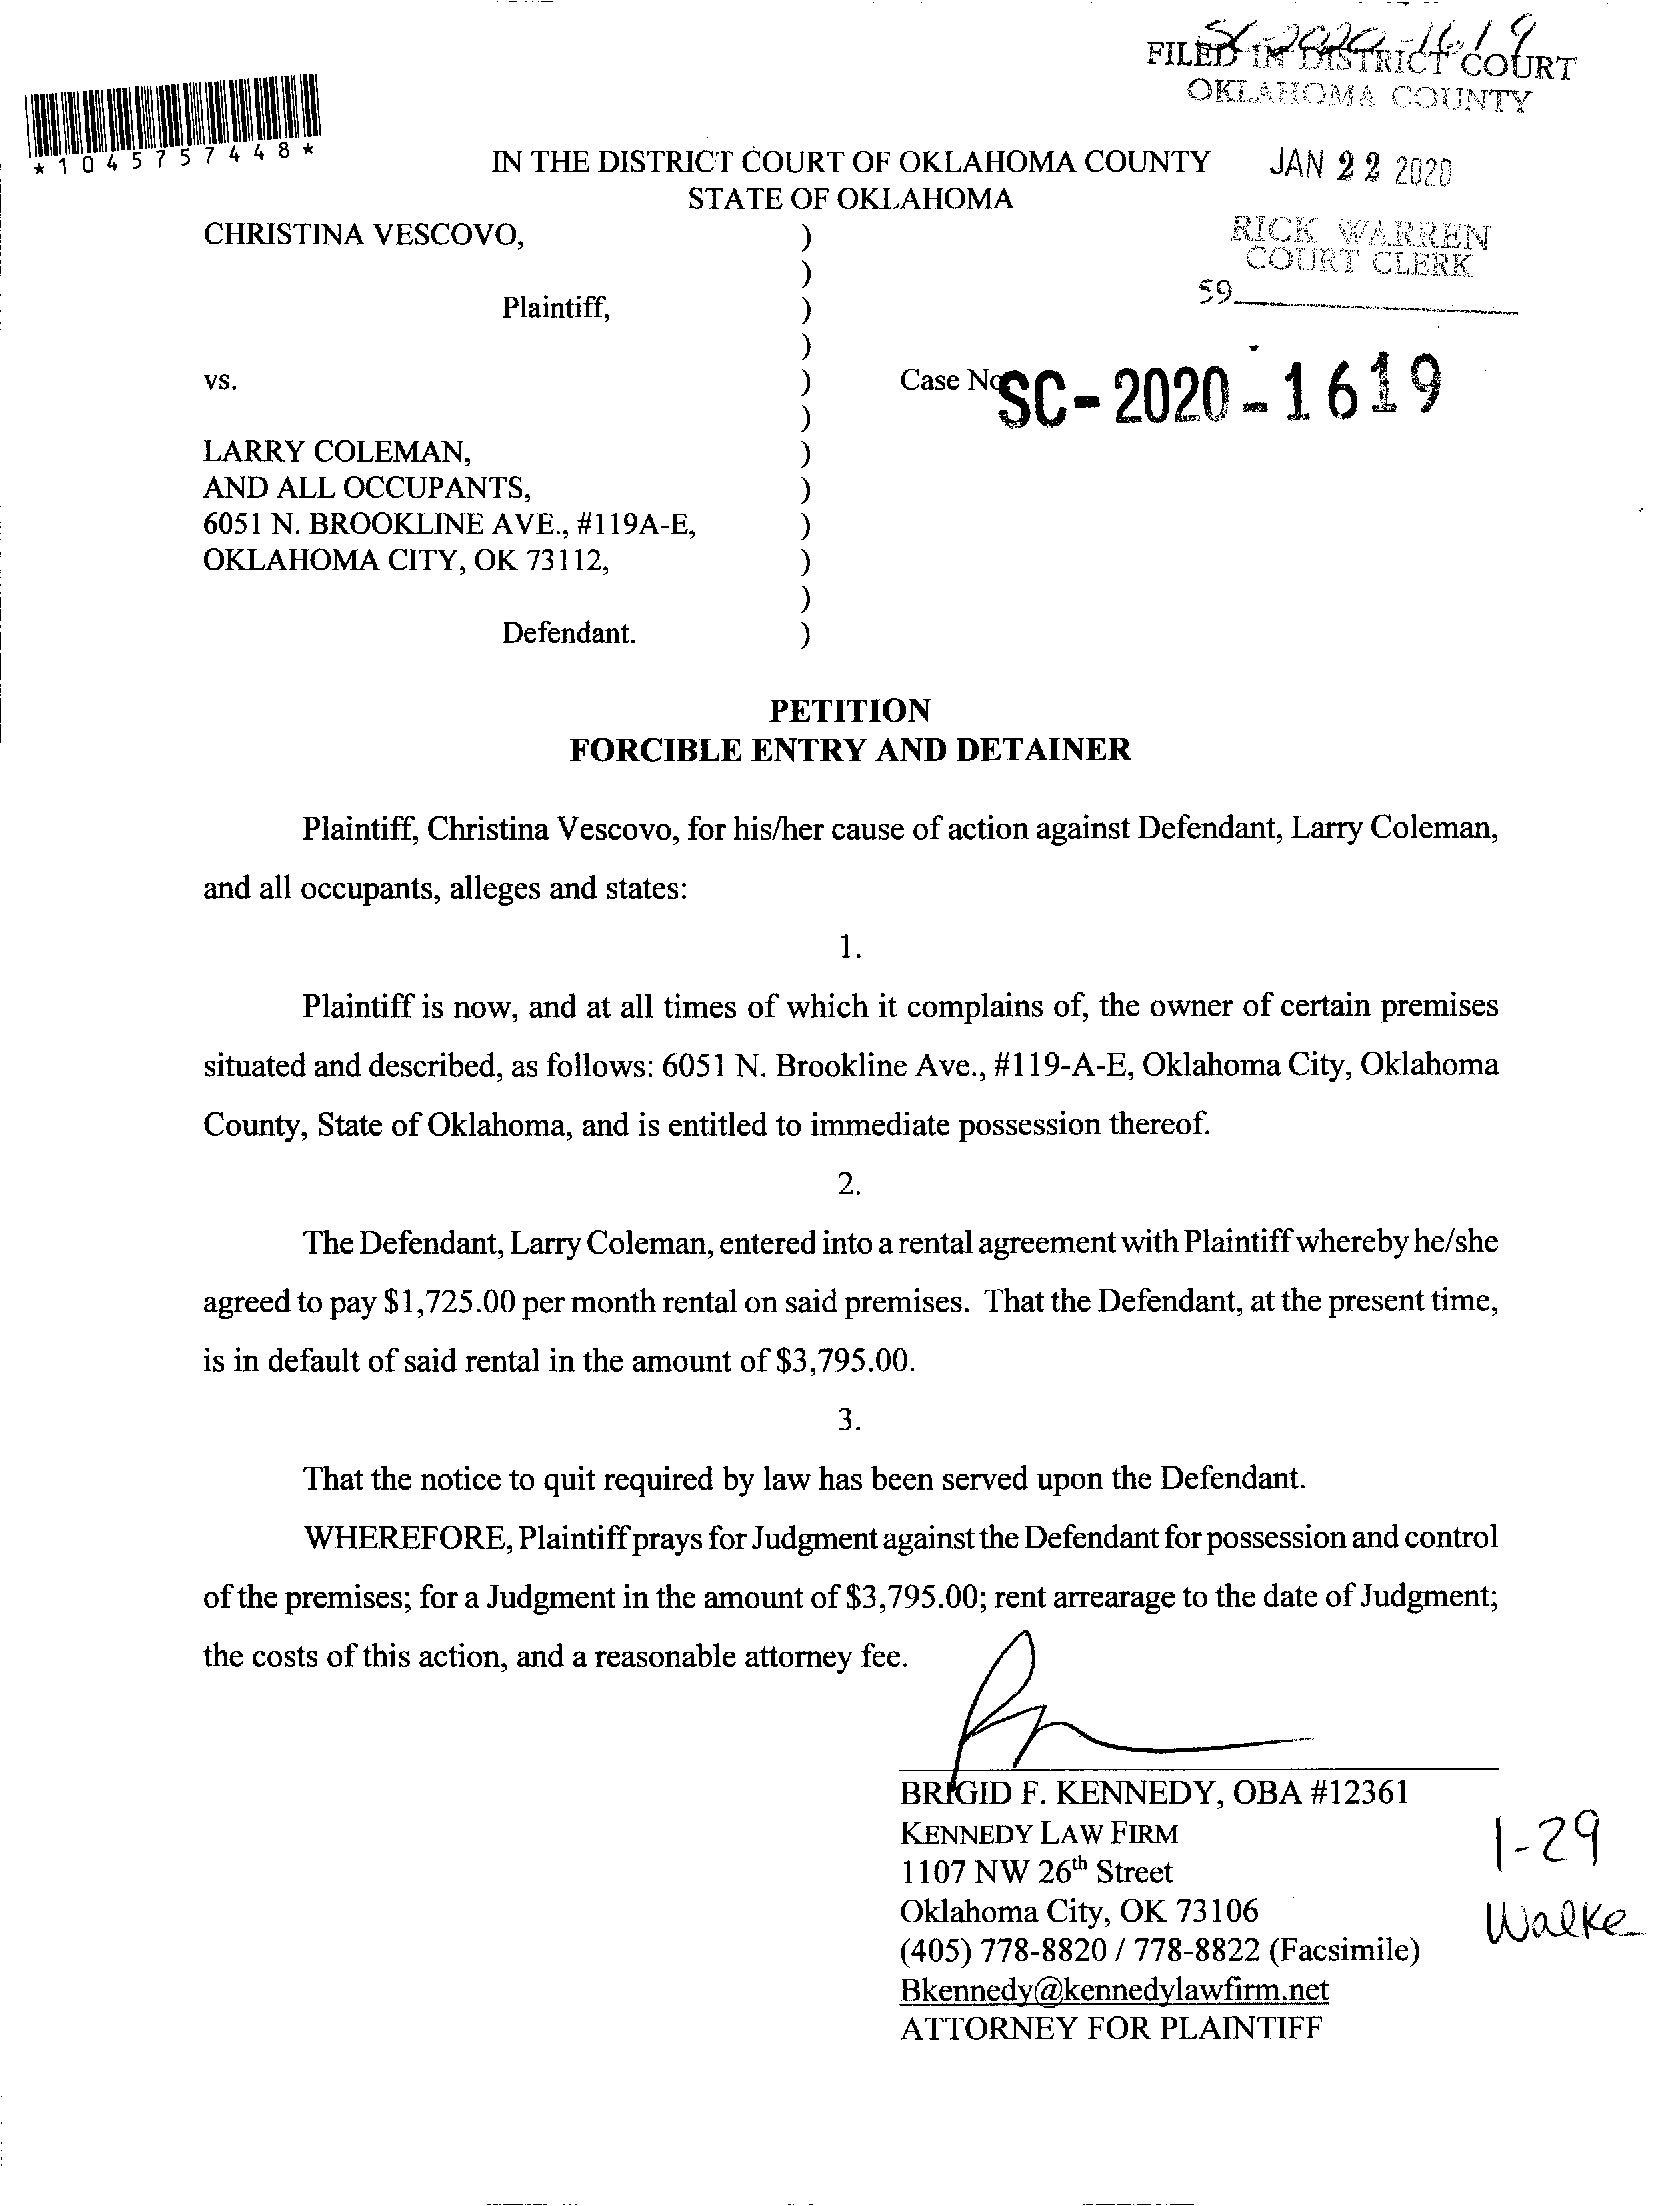 SC-2020-1619
FILED IN DISTRICT COURT
OKLAHOMA COUNTY
*1045757448*
IN THE DISTRICT COURT OF OKLAHOMA COUNTY
STATE OF OKLAHOMA
JAN 22 2020
RICK WARREN
COURT CLERK
59
CHRISTINA VESCOVO, )
)
Plaintiff, )
)
vs. ) Case No SC-2020-1619
)
LARRY COLEMAN, )
AND ALL OCCUPANTS, )
6051 N. BROOKLINE AVE., #119A-E, )
OKLAHOMA CITY, OK 73112, )
)
Defendant. )
PETITION
FORCIBLE ENTRY AND DETAINER
Plaintiff, Christina Vescovo, for his/her cause of action against Defendant, Larry Coleman,
and all occupants, alleges and states:
1.
Plaintiff is now, and at all times of which it complains of, the owner of certain premises
situated and described, as follows: 6051 N. Brookline Ave., #119-A-E, Oklahoma City, Oklahoma
County, State of Oklahoma, and is entitled to immediate possession thereof.
2.
The Defendant, Larry Coleman, entered into a rental agreement with Plaintiff whereby he/she
agreed to pay $1,725.00 per month rental on said premises. That the Defendant, at the present time,
is in default of said rental in the amount of $3,795.00.
3.
That the notice to quit required by law has been served upon the Defendant.
WHEREFORE, Plaintiff prays for Judgment against the Defendant for possession and control
of the premises; for a Judgment in the amount of $3,795.00; rent arrearage to the date of Judgment;
the costs of this action, and a reasonable attorney fee.
BRIGID F. KENNEDY, OBA #12361
KENNEDY LAW FIRM
1107 NW 26th Street
Oklahoma City, OK 73106
(405) 778-8820 / 778-8822 (Facsimile)
Bkennedy@kennedylawfirm.net
ATTORNEY FOR PLAINTIFF
1-29
Walke